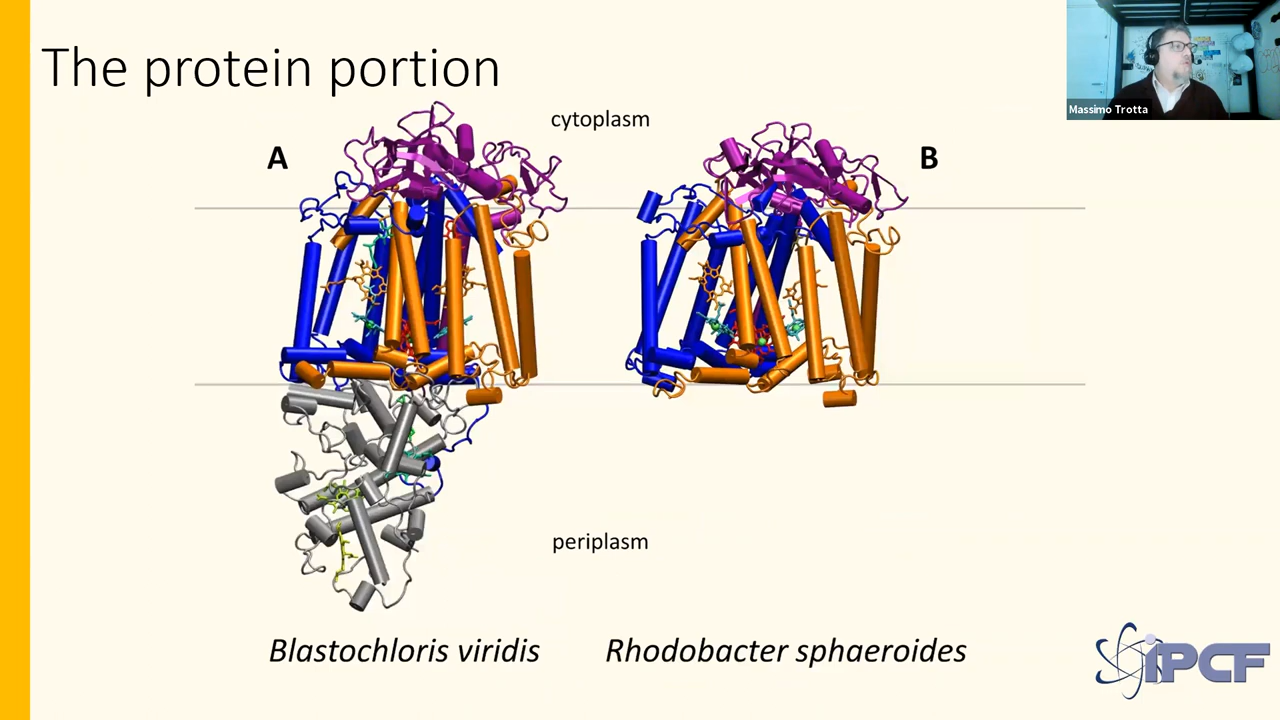 The protein portion
Massimo Trotta
cytoplasm
A
B
periplasm
Blastochloris viridis
Rhodobacter sphaeroides
iPCF